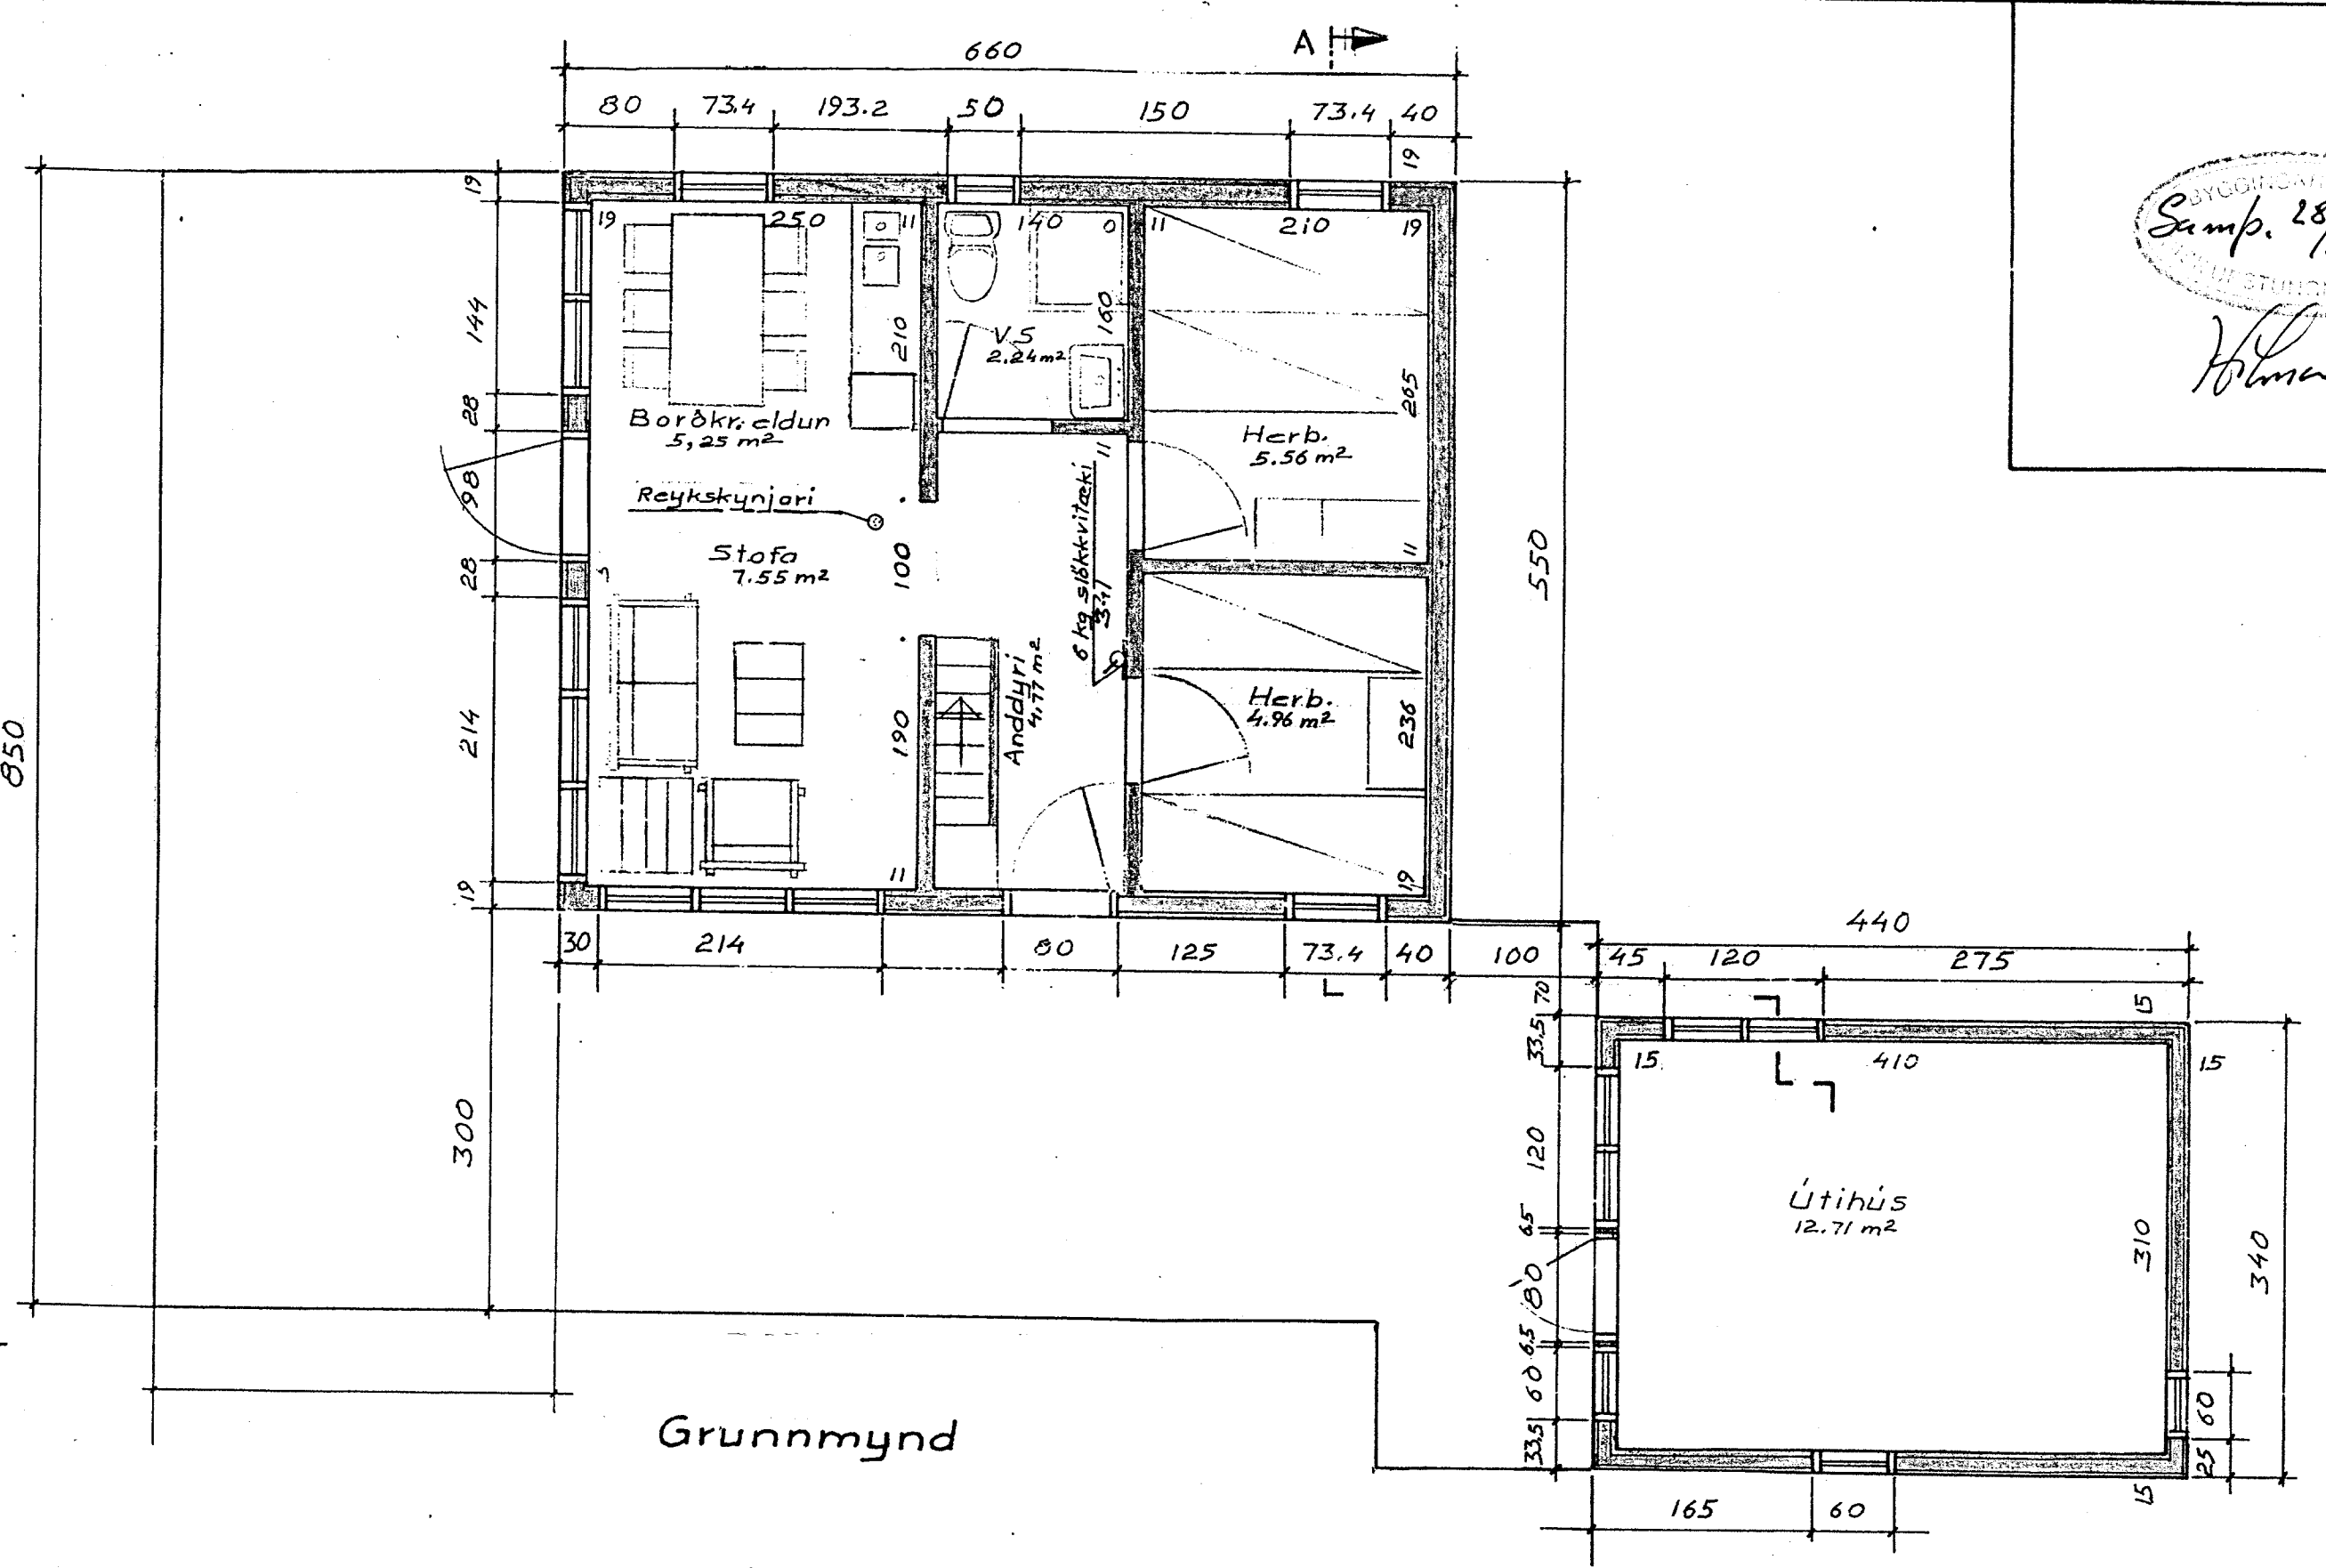 660
A
80 73.4 193.2 50 150 73.4 40
19
19
144
28
98
28
214
19
850
300
550
19 250 11 140 11 210 19
210
160
V.S
2.24 m²
Borðkr. eldun
5,25 m²
Reykskynjari
Stofa
7.55 m²
100
190
11
Anddyri
4,77 m²
6 kg slökkvitæki
11
265
Herb.
5.56 m²
11
Herb.
4.96 m²
236
19
30 214 80 125 73.4 40 100
440
45 120 275
70
33.5
120
6.5
80
6.5
60
33.5
15
15 410 15
Útihús
12.71 m²
310
340
60
25
15
165 60
Grunnmynd
Samp. 28